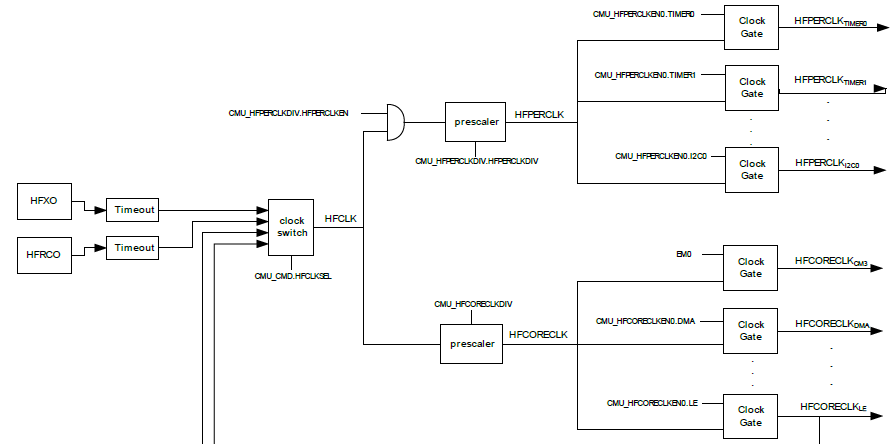 CMU_HFPERCLKEN0.TIMER0
Clock
Gate
HFPERCLKTIMER0
CMU_HFPERCLKEN0.TIMER1
Clock
Gate
HFPERCLKTIMER1
CMU_HFPERCLKDIV.HFPERCLKEN
prescaler
HFPERCLK
CMU_HFPERCLKDIV.HFPERCLKDIV
CMU_HFPERCLKEN0.I2C0
Clock
Gate
HFPERCLKI2C0
HFXO
Timeout
HFRCO
Timeout
clock
switch
HFCLK
CMU_CMD.HFCLKSEL
EM0
Clock
Gate
HFCORECLKCM3
CMU_HFCORECLKDIV
prescaler
HFCORECLK
CMU_HFCORECLKEN0.DMA
Clock
Gate
HFCORECLKDMA
CMU_HFCORECLKEN0.LE
Clock
Gate
HFCORECLKLE